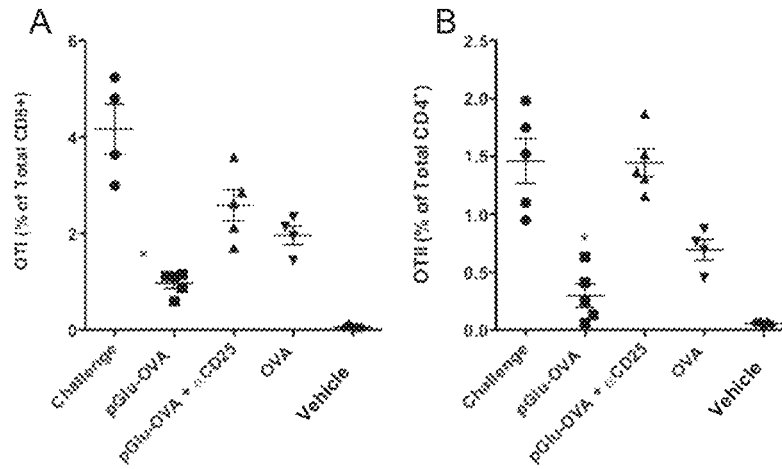 A
OTI (% of Total CD8+)
6
4
2
0
*
Challenge
pGlu-OVA
pGlu-OVA + αCD25
OVA
Vehicle
B
OTII (% of Total CD4+)
2.5
2.0
1.5
1.0
0.5
0.0
*
Challenge
pGlu-OVA
pGlu-OVA + αCD25
OVA
Vehicle